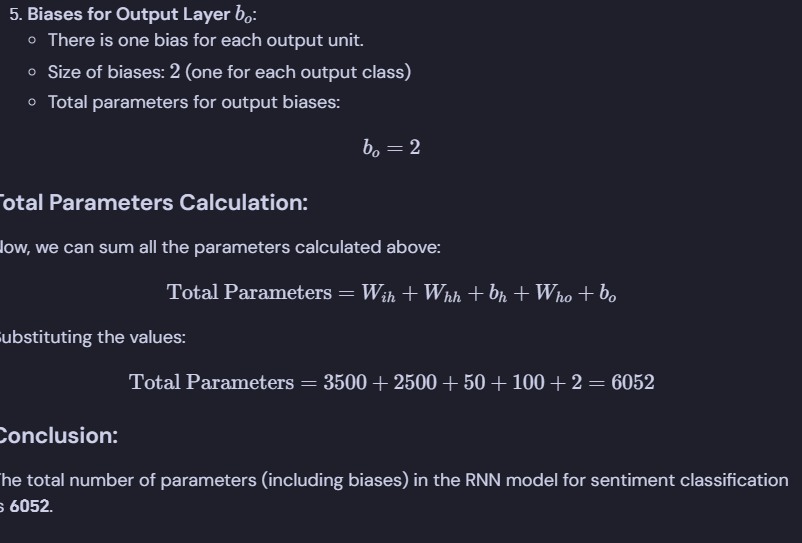 5. Biases for Output Layer b_o:
○ There is one bias for each output unit.
○ Size of biases: 2 (one for each output class)
○ Total parameters for output biases:
b_o = 2
otal Parameters Calculation:
ow, we can sum all the parameters calculated above:
Total Parameters = W_ih + W_hh + b_h + W_ho + b_o
ubstituting the values:
Total Parameters = 3500 + 2500 + 50 + 100 + 2 = 6052
onclusion:
he total number of parameters (including biases) in the RNN model for sentiment classification
s 6052.